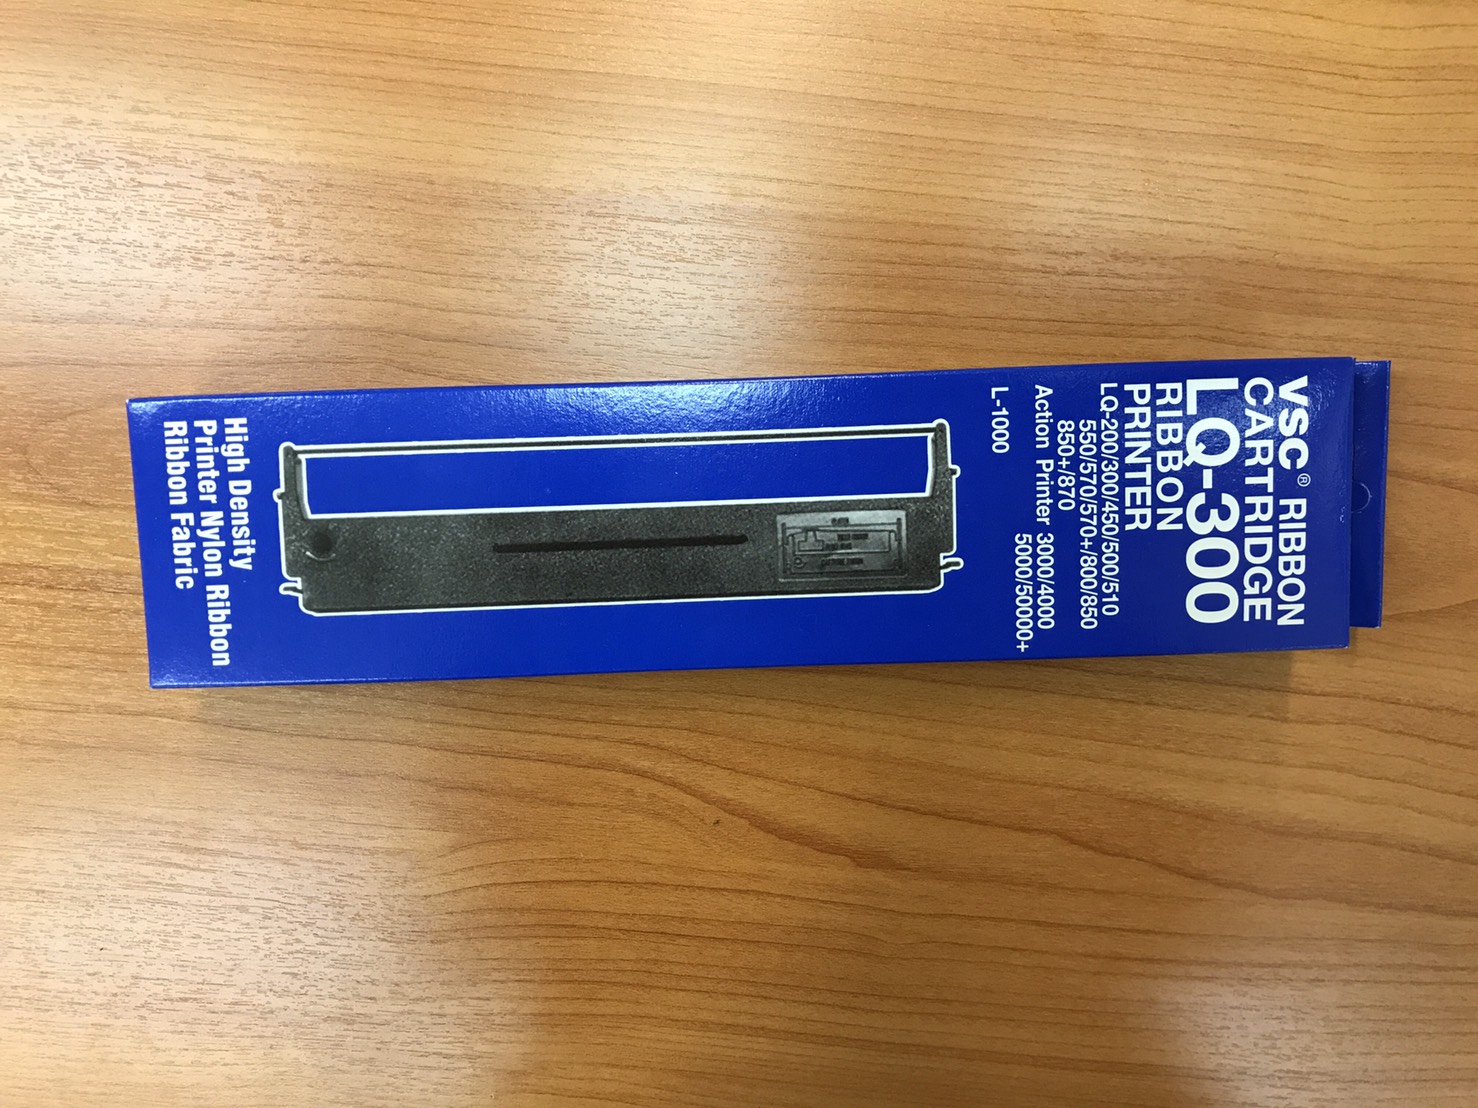 VSC® RIBBON
CARTRIDGE
LQ-300
RIBBON
PRINTER
LQ-200/300/450/500/510
550/570/570+/800/850
850+/870
Action Printer 3000/4000
5000/50000+
L-1000
High Density
Printer Nylon Ribbon
Ribbon Fabric